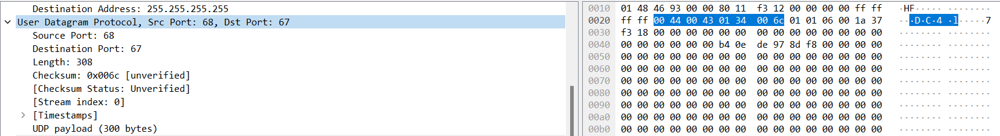 Destination Address: 255.255.255.255
User Datagram Protocol, Src Port: 68, Dst Port: 67
Source Port: 68
Destination Port: 67
Length: 308
Checksum: 0x006c [unverified]
[Checksum Status: Unverified]
[Stream index: 0]
[Timestamps]
UDP payload (300 bytes)
0010 01 48 46 93 00 00 80 11 f3 12 00 00 00 00 ff ff ·HF····· ········
0020 ff ff 00 44 00 43 01 34 00 6c 01 01 06 00 1a 37 ···D·C·4 ·l·····7
0030 f3 18 00 00 00 00 00 00 00 00 00 00 00 00 00 00 ········ ········
0040 00 00 00 00 00 00 b4 0e de 97 8d f8 00 00 00 00 ········ ········
0050 00 00 00 00 00 00 00 00 00 00 00 00 00 00 00 00 ········ ········
0060 00 00 00 00 00 00 00 00 00 00 00 00 00 00 00 00 ········ ········
0070 00 00 00 00 00 00 00 00 00 00 00 00 00 00 00 00 ········ ········
0080 00 00 00 00 00 00 00 00 00 00 00 00 00 00 00 00 ········ ········
0090 00 00 00 00 00 00 00 00 00 00 00 00 00 00 00 00 ········ ········
00a0 00 00 00 00 00 00 00 00 00 00 00 00 00 00 00 00 ········ ········
00b0 00 00 00 00 00 00 00 00 00 00 00 00 00 00 00 00 ········ ········